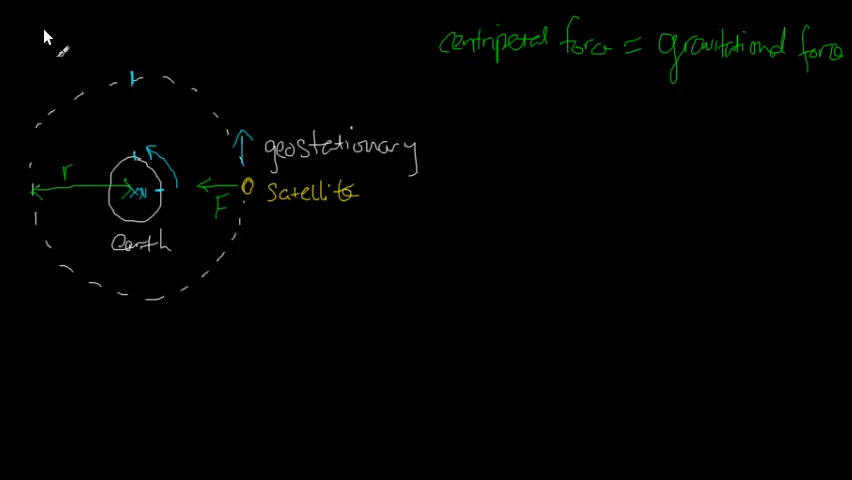 centripetal force = gravitational force
geostationary
r
N
F
satellite
earth